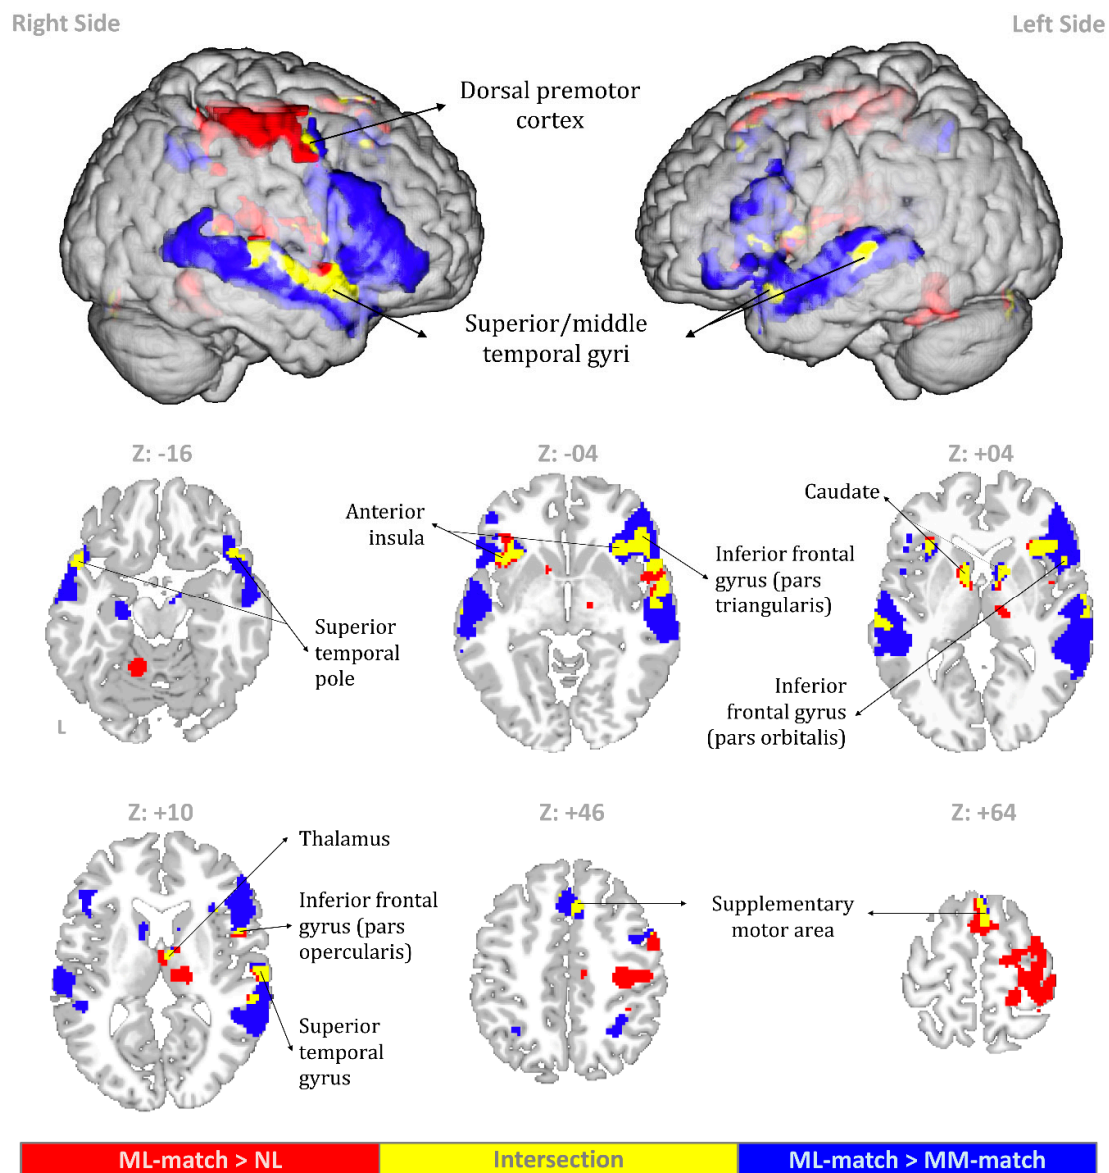 Right Side
Left Side
Dorsal premotor
cortex
Superior/middle
temporal gyri
Z: -16
Z: -04
Z: +04
Anterior
insula
Caudate
Inferior frontal
gyrus (pars
triangularis)
Superior
temporal
pole
Inferior
frontal gyrus
(pars orbitalis)
L
Z: +10
Z: +46
Z: +64
Thalamus
Inferior frontal
gyrus (pars
opercularis)
Supplementary
motor area
Superior
temporal
gyrus
ML-match > NL
Intersection
ML-match > MM-match